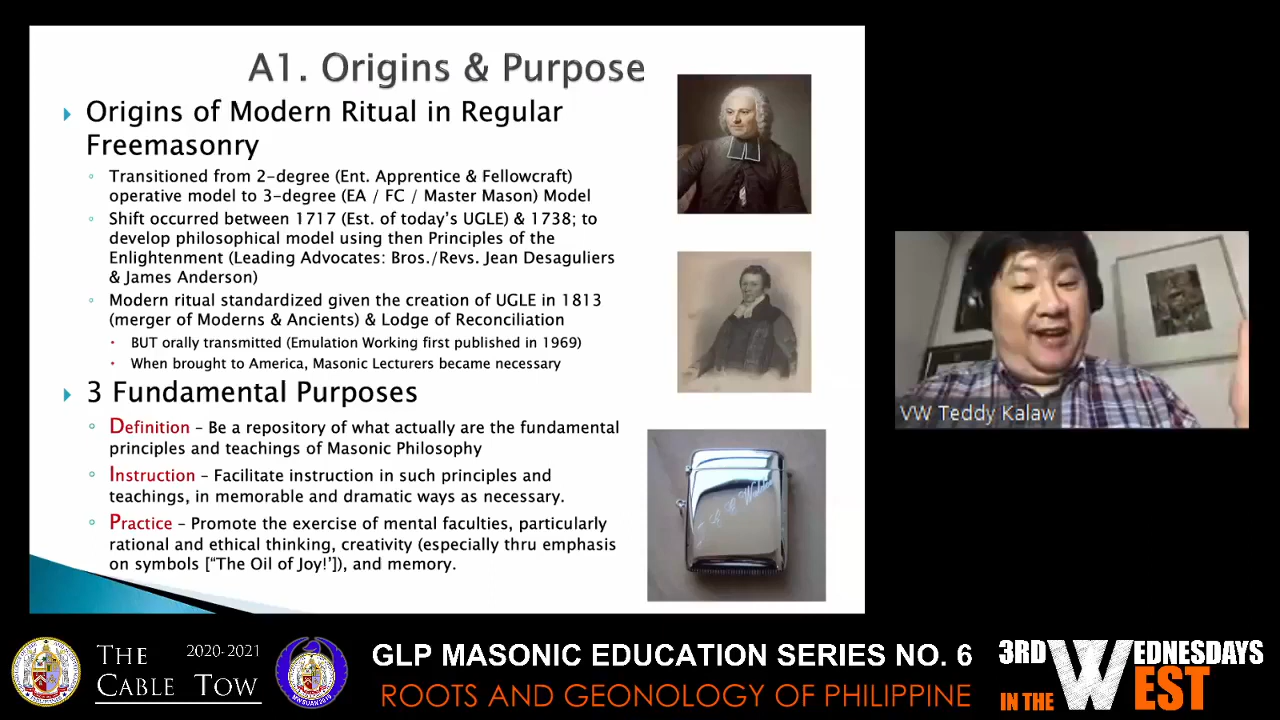 A1. Origins & Purpose
Origins of Modern Ritual in Regular
Freemasonry
Transitioned from 2-degree (Ent. Apprentice & Fellowcraft)
operative model to 3-degree (EA / FC / Master Mason) Model
Shift occurred between 1717 (Est. of today's UGLE) & 1738; to
develop philosophical model using then Principles of the
Enlightenment (Leading Advocates: Bros./Revs. Jean Desaguliers
& James Anderson)
Modern ritual standardized given the creation of UGLE in 1813
(merger of Moderns & Ancients) & Lodge of Reconciliation
BUT orally transmitted (Emulation Working first published in 1969)
When brought to America, Masonic Lecturers became necessary
3 Fundamental Purposes
Definition – Be a repository of what actually are the fundamental
principles and teachings of Masonic Philosophy
Instruction – Facilitate instruction in such principles and
teachings, in memorable and dramatic ways as necessary.
Practice – Promote the exercise of mental faculties, particularly
rational and ethical thinking, creativity (especially thru emphasis
on symbols ["The Oil of Joy!']), and memory.
VW Teddy Kalaw
THE 2020-2021
CABLE TOW
GLP MASONIC EDUCATION SERIES NO. 6
ROOTS AND GEONOLOGY OF PHILIPPINE
3RD WEDNESDAYS
IN THE WEST